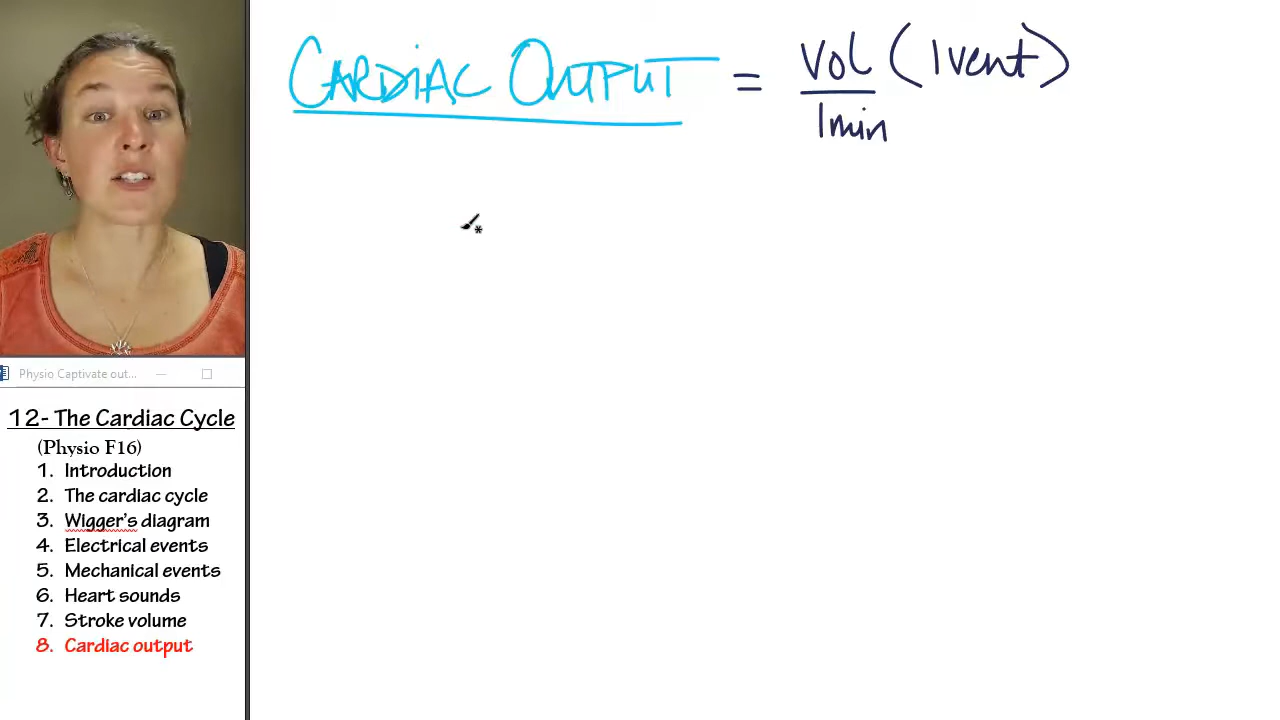 CARDIAC OUTPUT = vol (1vent)
1min
Physio Captivate out...
12- The Cardiac Cycle
(Physio F16)
1. Introduction
2. The cardiac cycle
3. Wigger's diagram
4. Electrical events
5. Mechanical events
6. Heart sounds
7. Stroke volume
8. Cardiac output